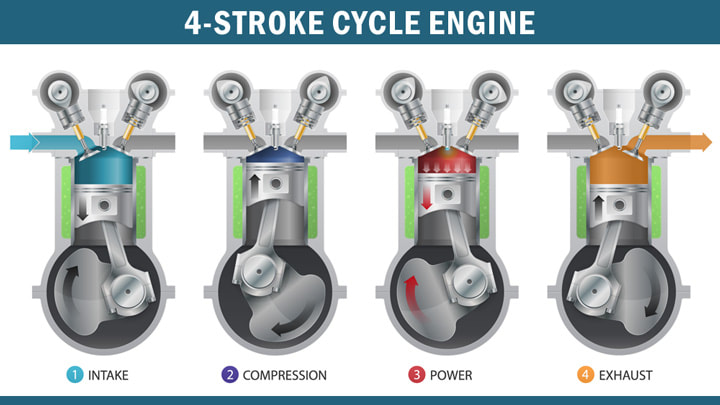 4-STROKE CYCLE ENGINE
1 INTAKE
2 COMPRESSION
3 POWER
4 EXHAUST